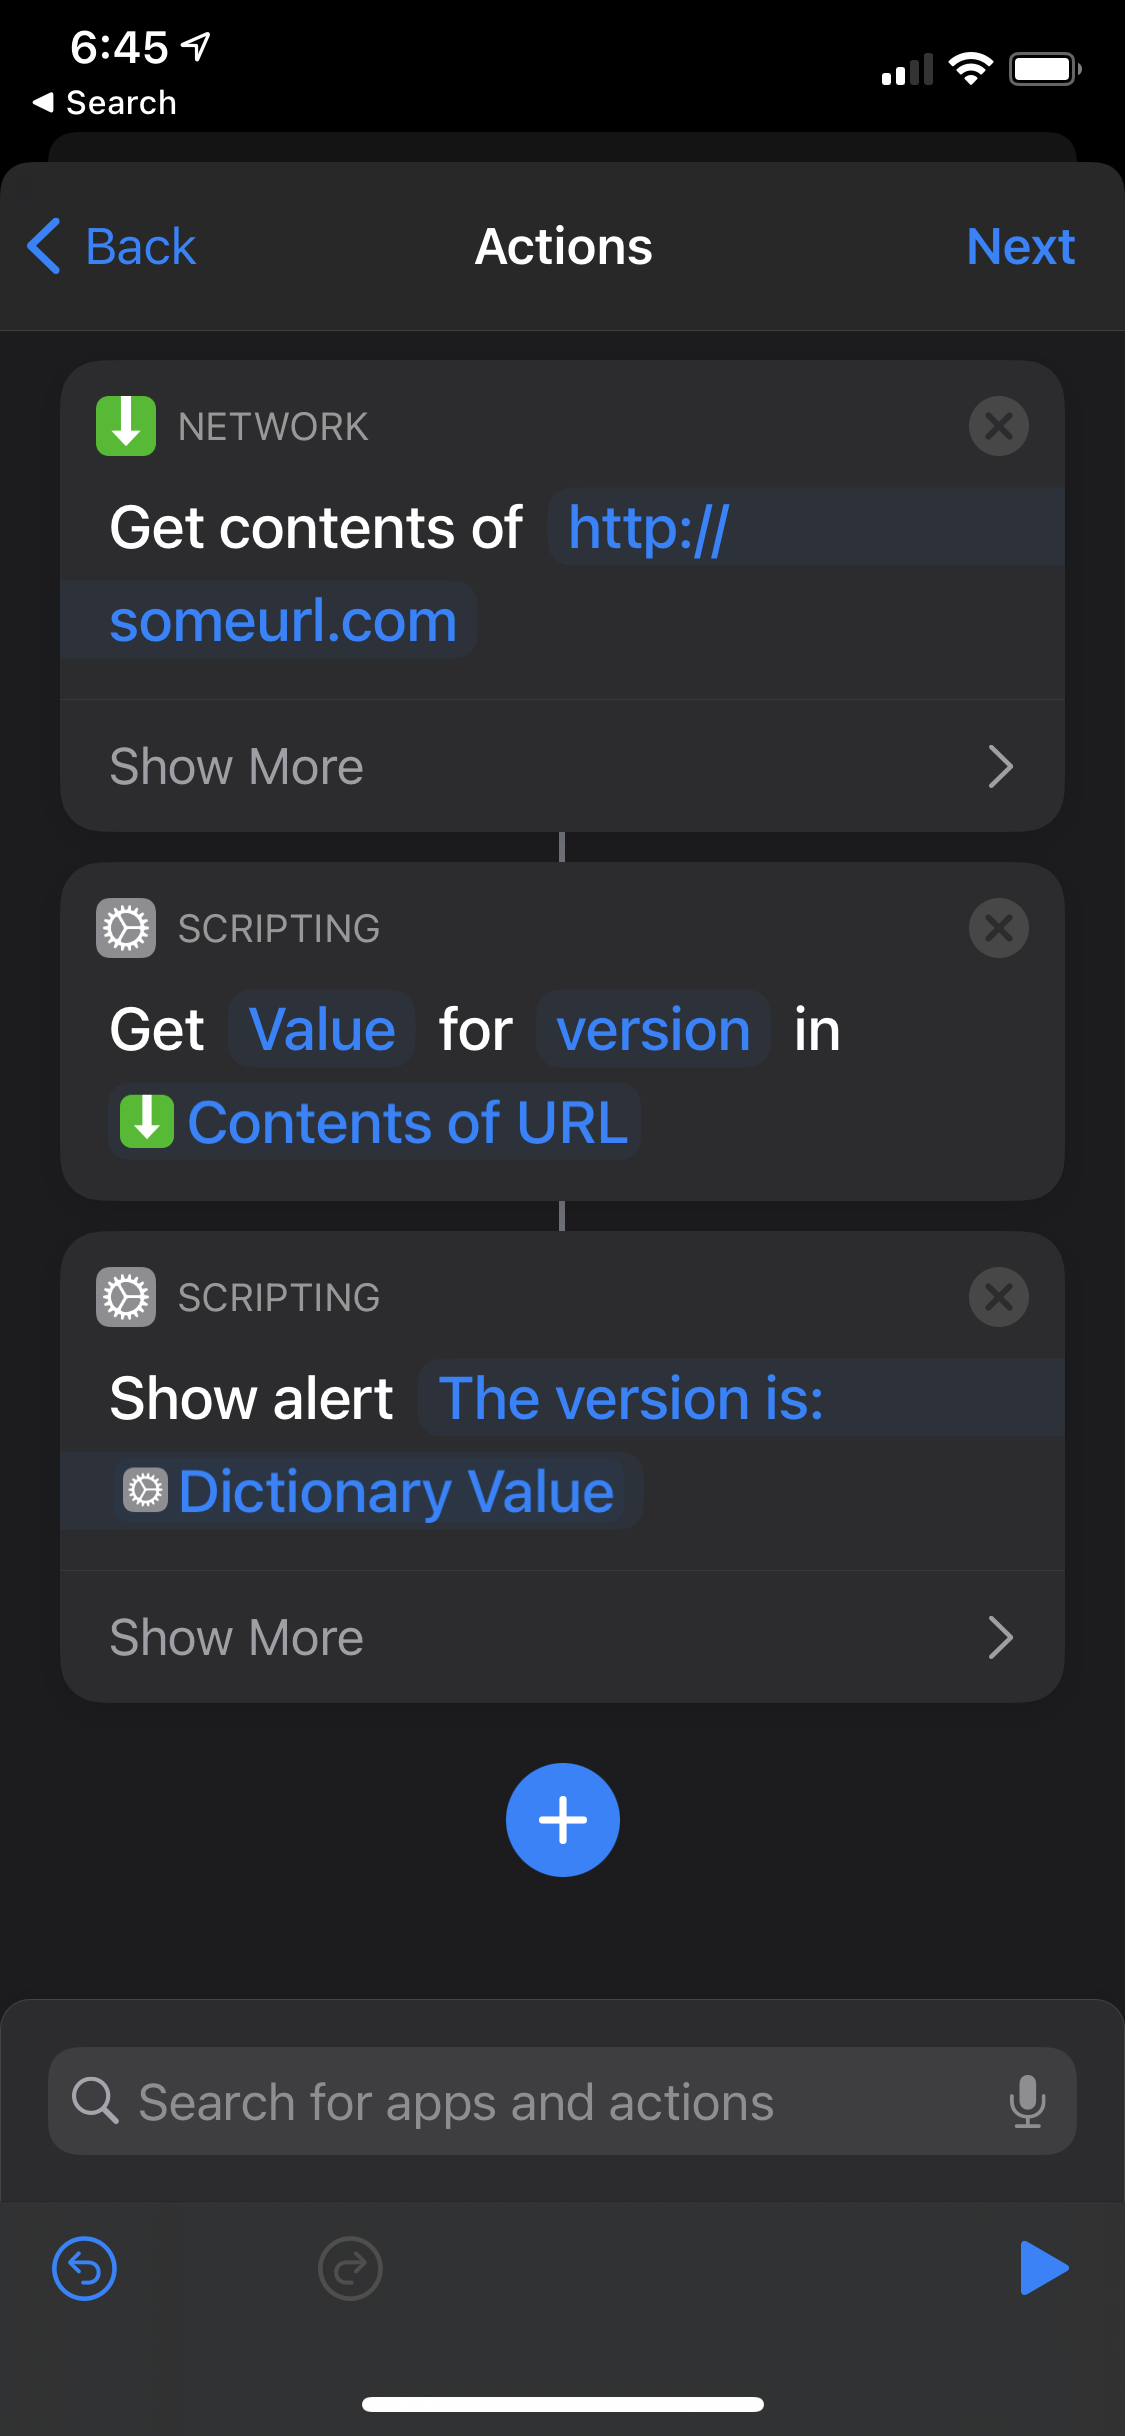 6:45
Search
Back
Actions
Next
NETWORK
Get contents of http://
someurl.com
Show More
SCRIPTING
Get Value for version in
Contents of URL
SCRIPTING
Show alert The version is:
Dictionary Value
Show More
Search for apps and actions